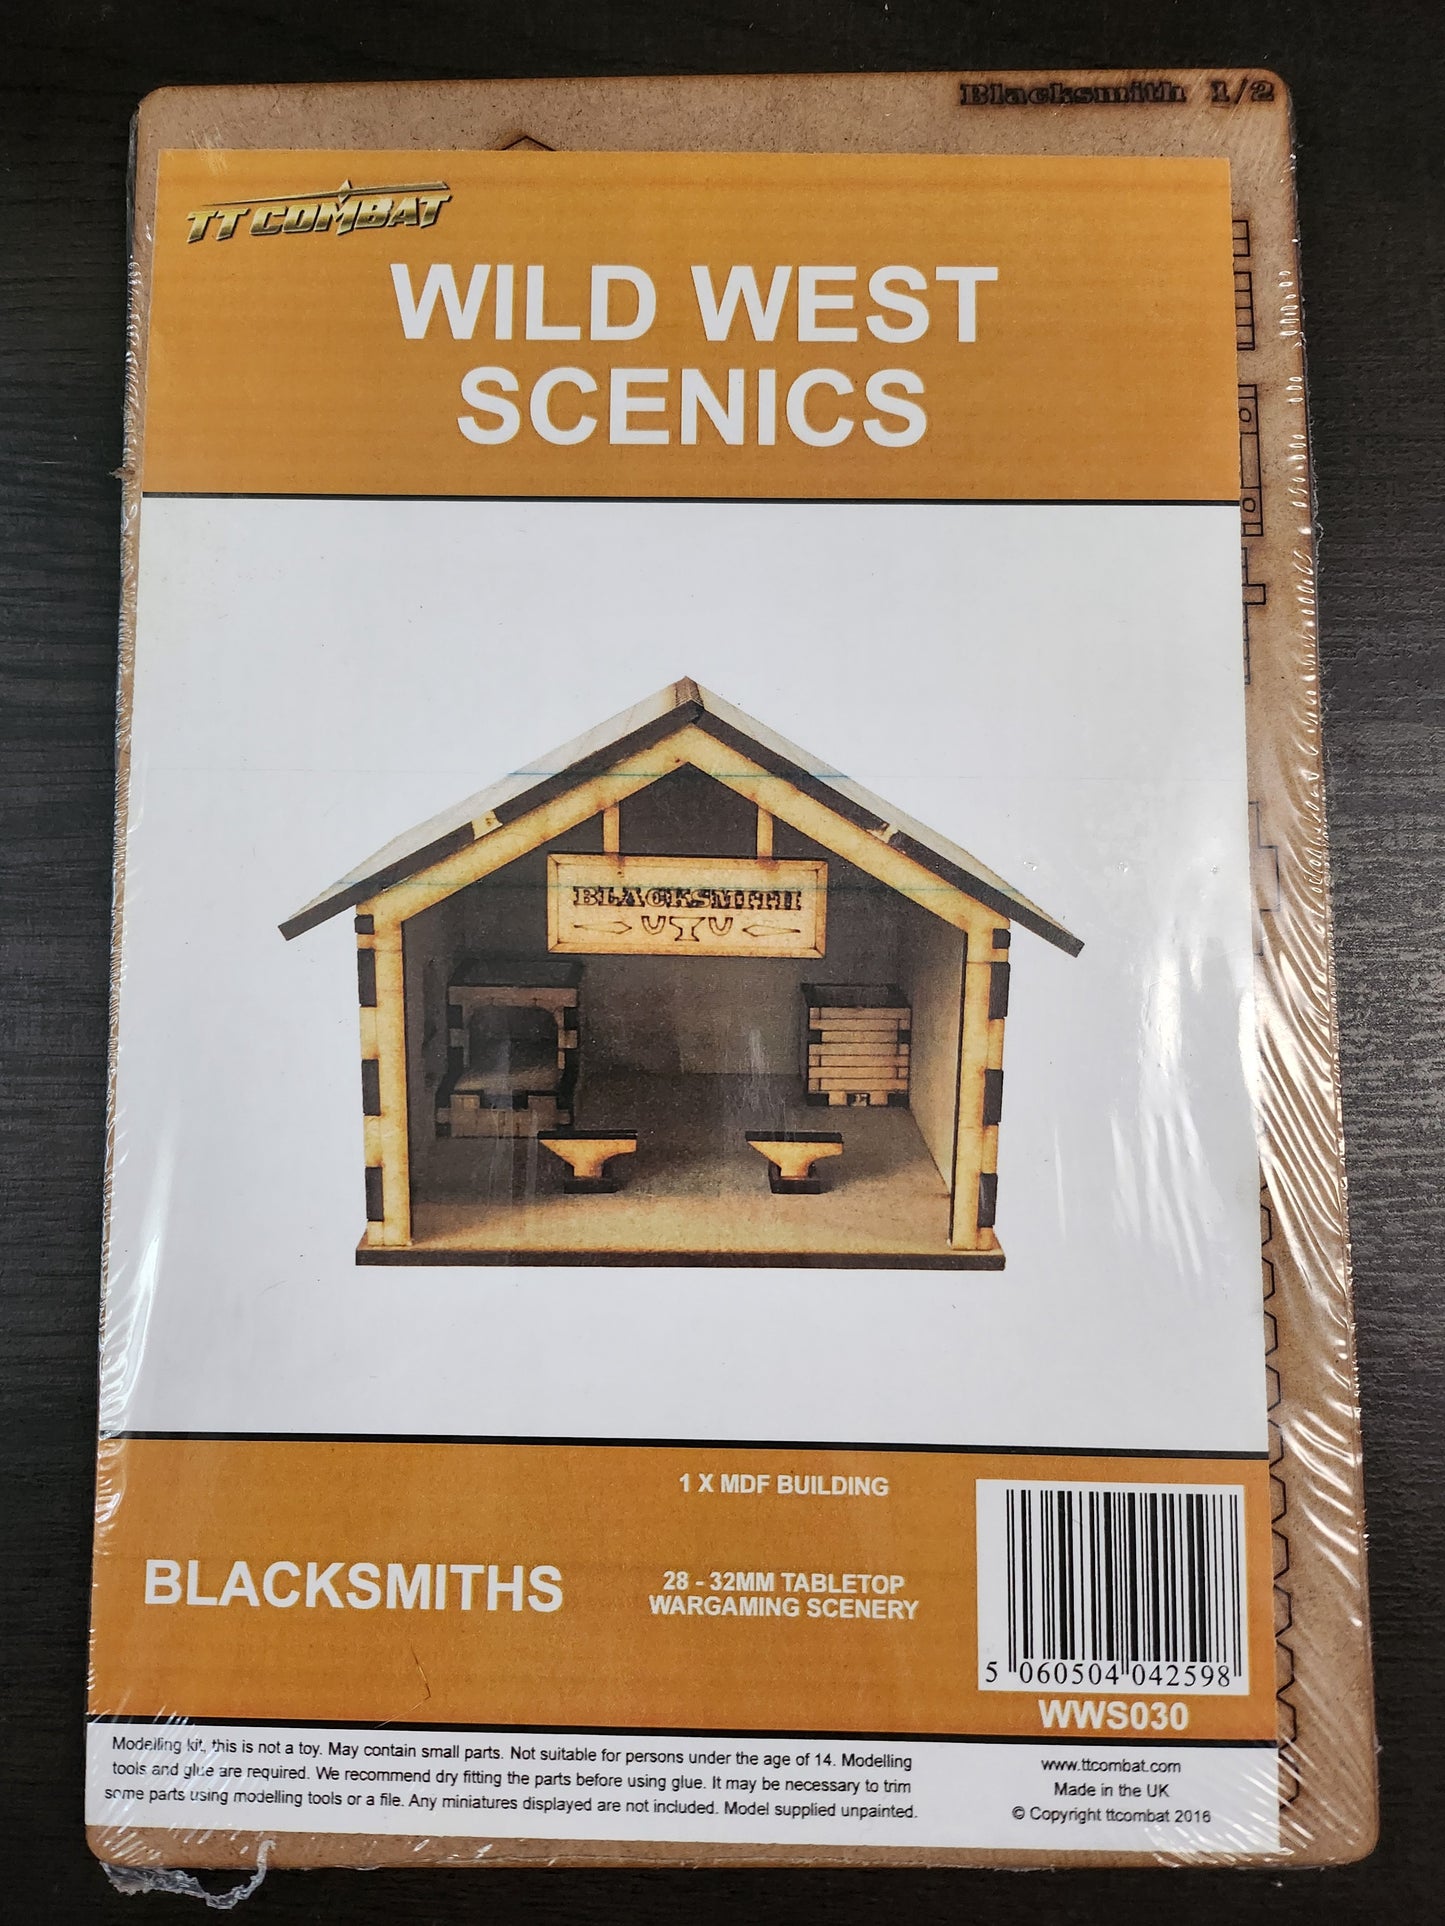 Blacksmith 1/2
TTCOMBAT
WILD WEST
SCENICS
BLACKSMITH
1 X MDF BUILDING
BLACKSMITHS
28 - 32MM TABLETOP
WARGAMING SCENERY
5 060504 042598
WWS030
Modelling kit, this is not a toy. May contain small parts. Not suitable for persons under the age of 14. Modelling
tools and glue are required. We recommend dry fitting the parts before using glue. It may be necessary to trim
some parts using modelling tools or a file. Any miniatures displayed are not included. Model supplied unpainted.
www.ttcombat.com
Made in the UK
© Copyright ttcombat 2016